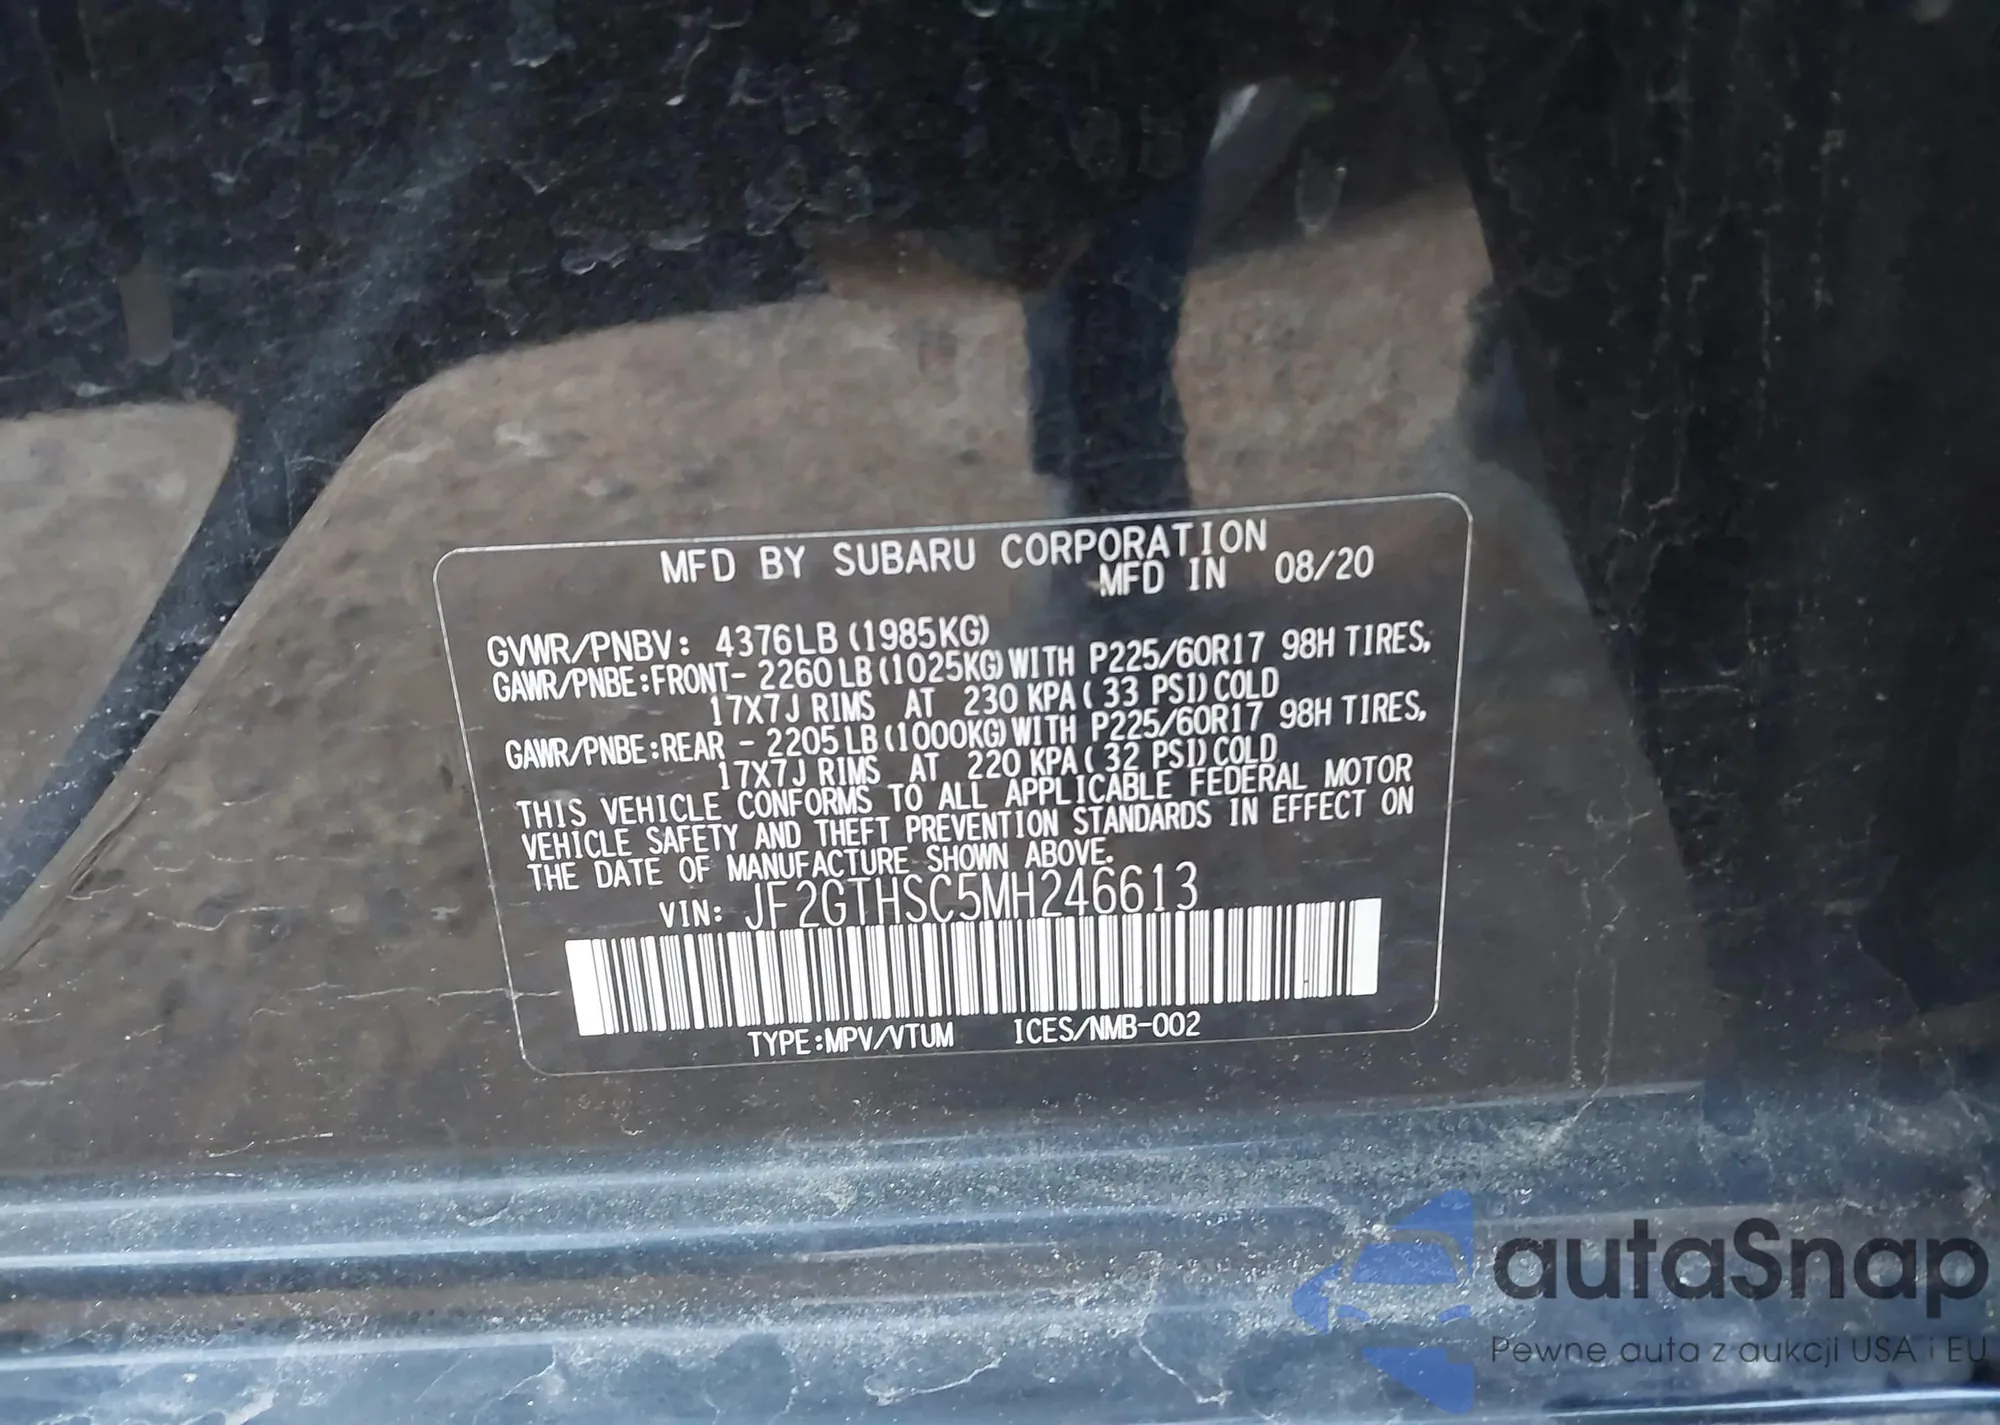 MFD BY SUBARU CORPORATION
MFD IN 08/20
GVWR/PNBV: 4376LB (1985KG)
GAWR/PNBE:FRONT- 2260LB(1025KG)WITH P225/60R17 98H TIRES,
17X7J RIMS AT 230 KPA( 33 PSI)COLD
GAWR/PNBE:REAR - 2205LB(1000KG)WITH P225/60R17 98H TIRES,
17X7J RIMS AT 220 KPA( 32 PSI)COLD
THIS VEHICLE CONFORMS TO ALL APPLICABLE FEDERAL MOTOR
VEHICLE SAFETY AND THEFT PREVENTION STANDARDS IN EFFECT ON
THE DATE OF MANUFACTURE SHOWN ABOVE.
VIN: JF2GTHSC5MH246613
TYPE:MPV/VTUM ICES/NMB-002
autaSnap
Pewne auta z aukcji USA i EU